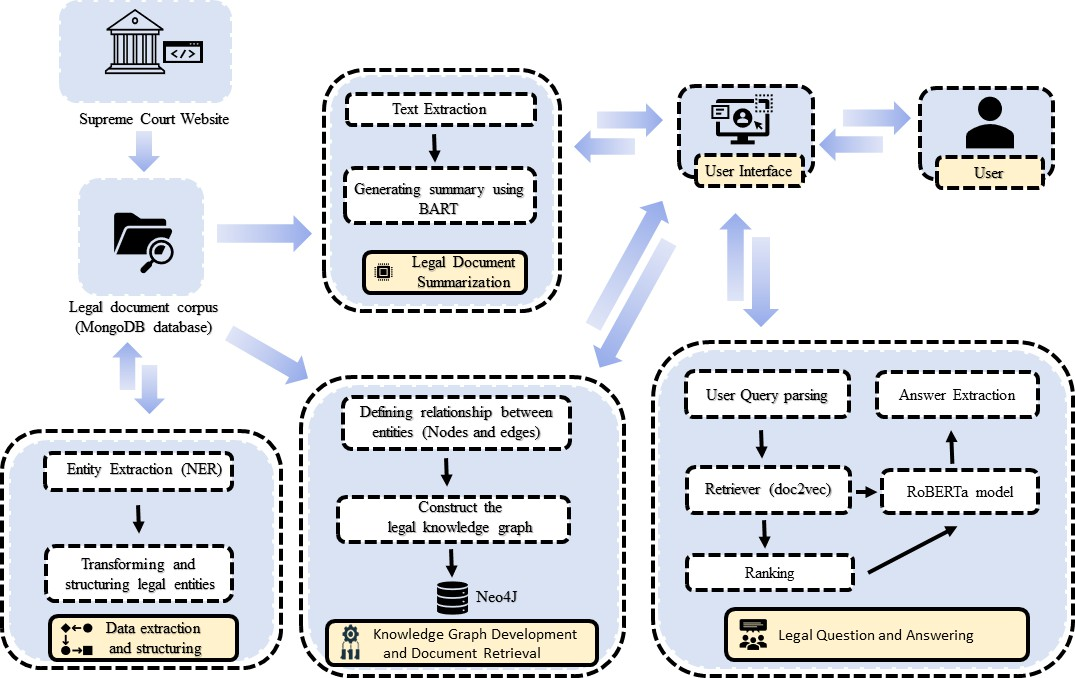 </>
Supreme Court Website
Legal document corpus
(MongoDB database)
Text Extraction
Generating summary using
BART
Legal Document
Summarization
User Interface
User
Entity Extraction (NER)
Transforming and
structuring legal entities
Data extraction
and structuring
Defining relationship between
entities (Nodes and edges)
Construct the
legal knowledge graph
Neo4J
Knowledge Graph Development
and Document Retrieval
User Query parsing
Answer Extraction
Retriever (doc2vec)
RoBERTa model
Ranking
Legal Question and Answering